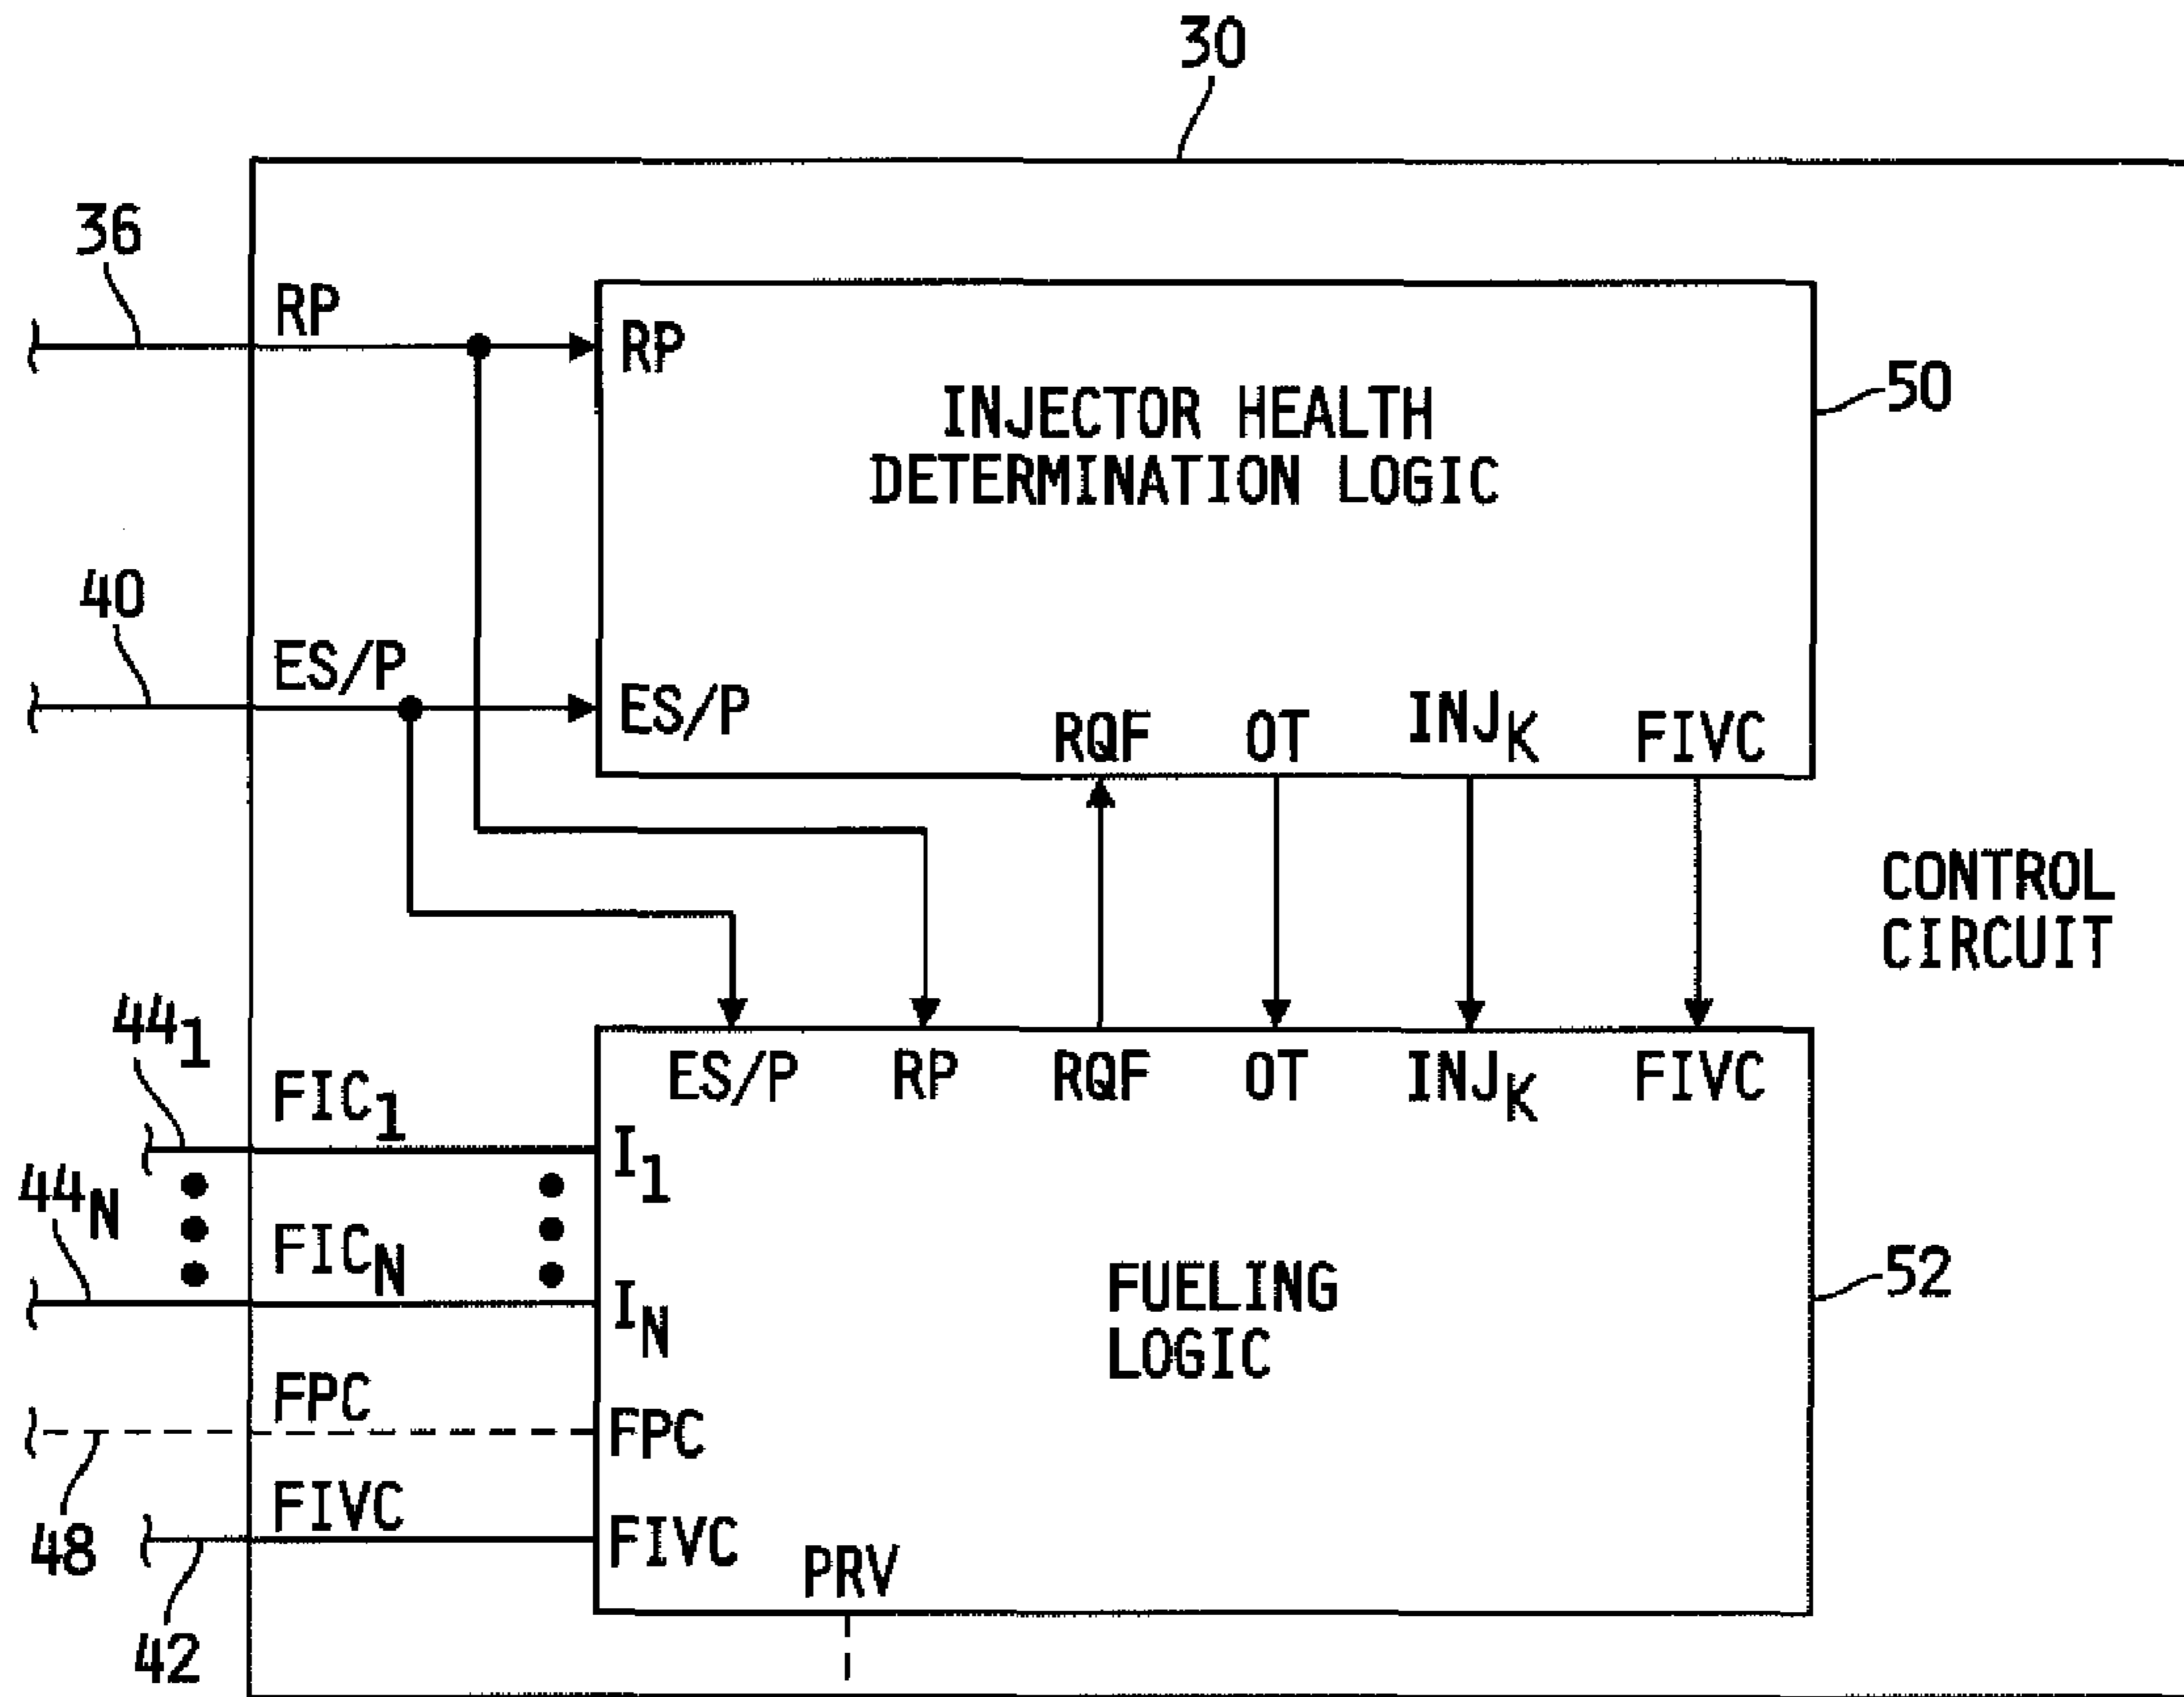 30
36
RP
RP
INJECTOR HEALTH
DETERMINATION LOGIC
50
40
ES/P
ES/P
RQF OT INJK FIVC
CONTROL
CIRCUIT
441
FIC1
ES/P RP RQF OT INJK FIVC
I1
44N
FICN
IN
FUELING
LOGIC
52
FPC
FPC
48
FIVC
FIVC
PRV
42